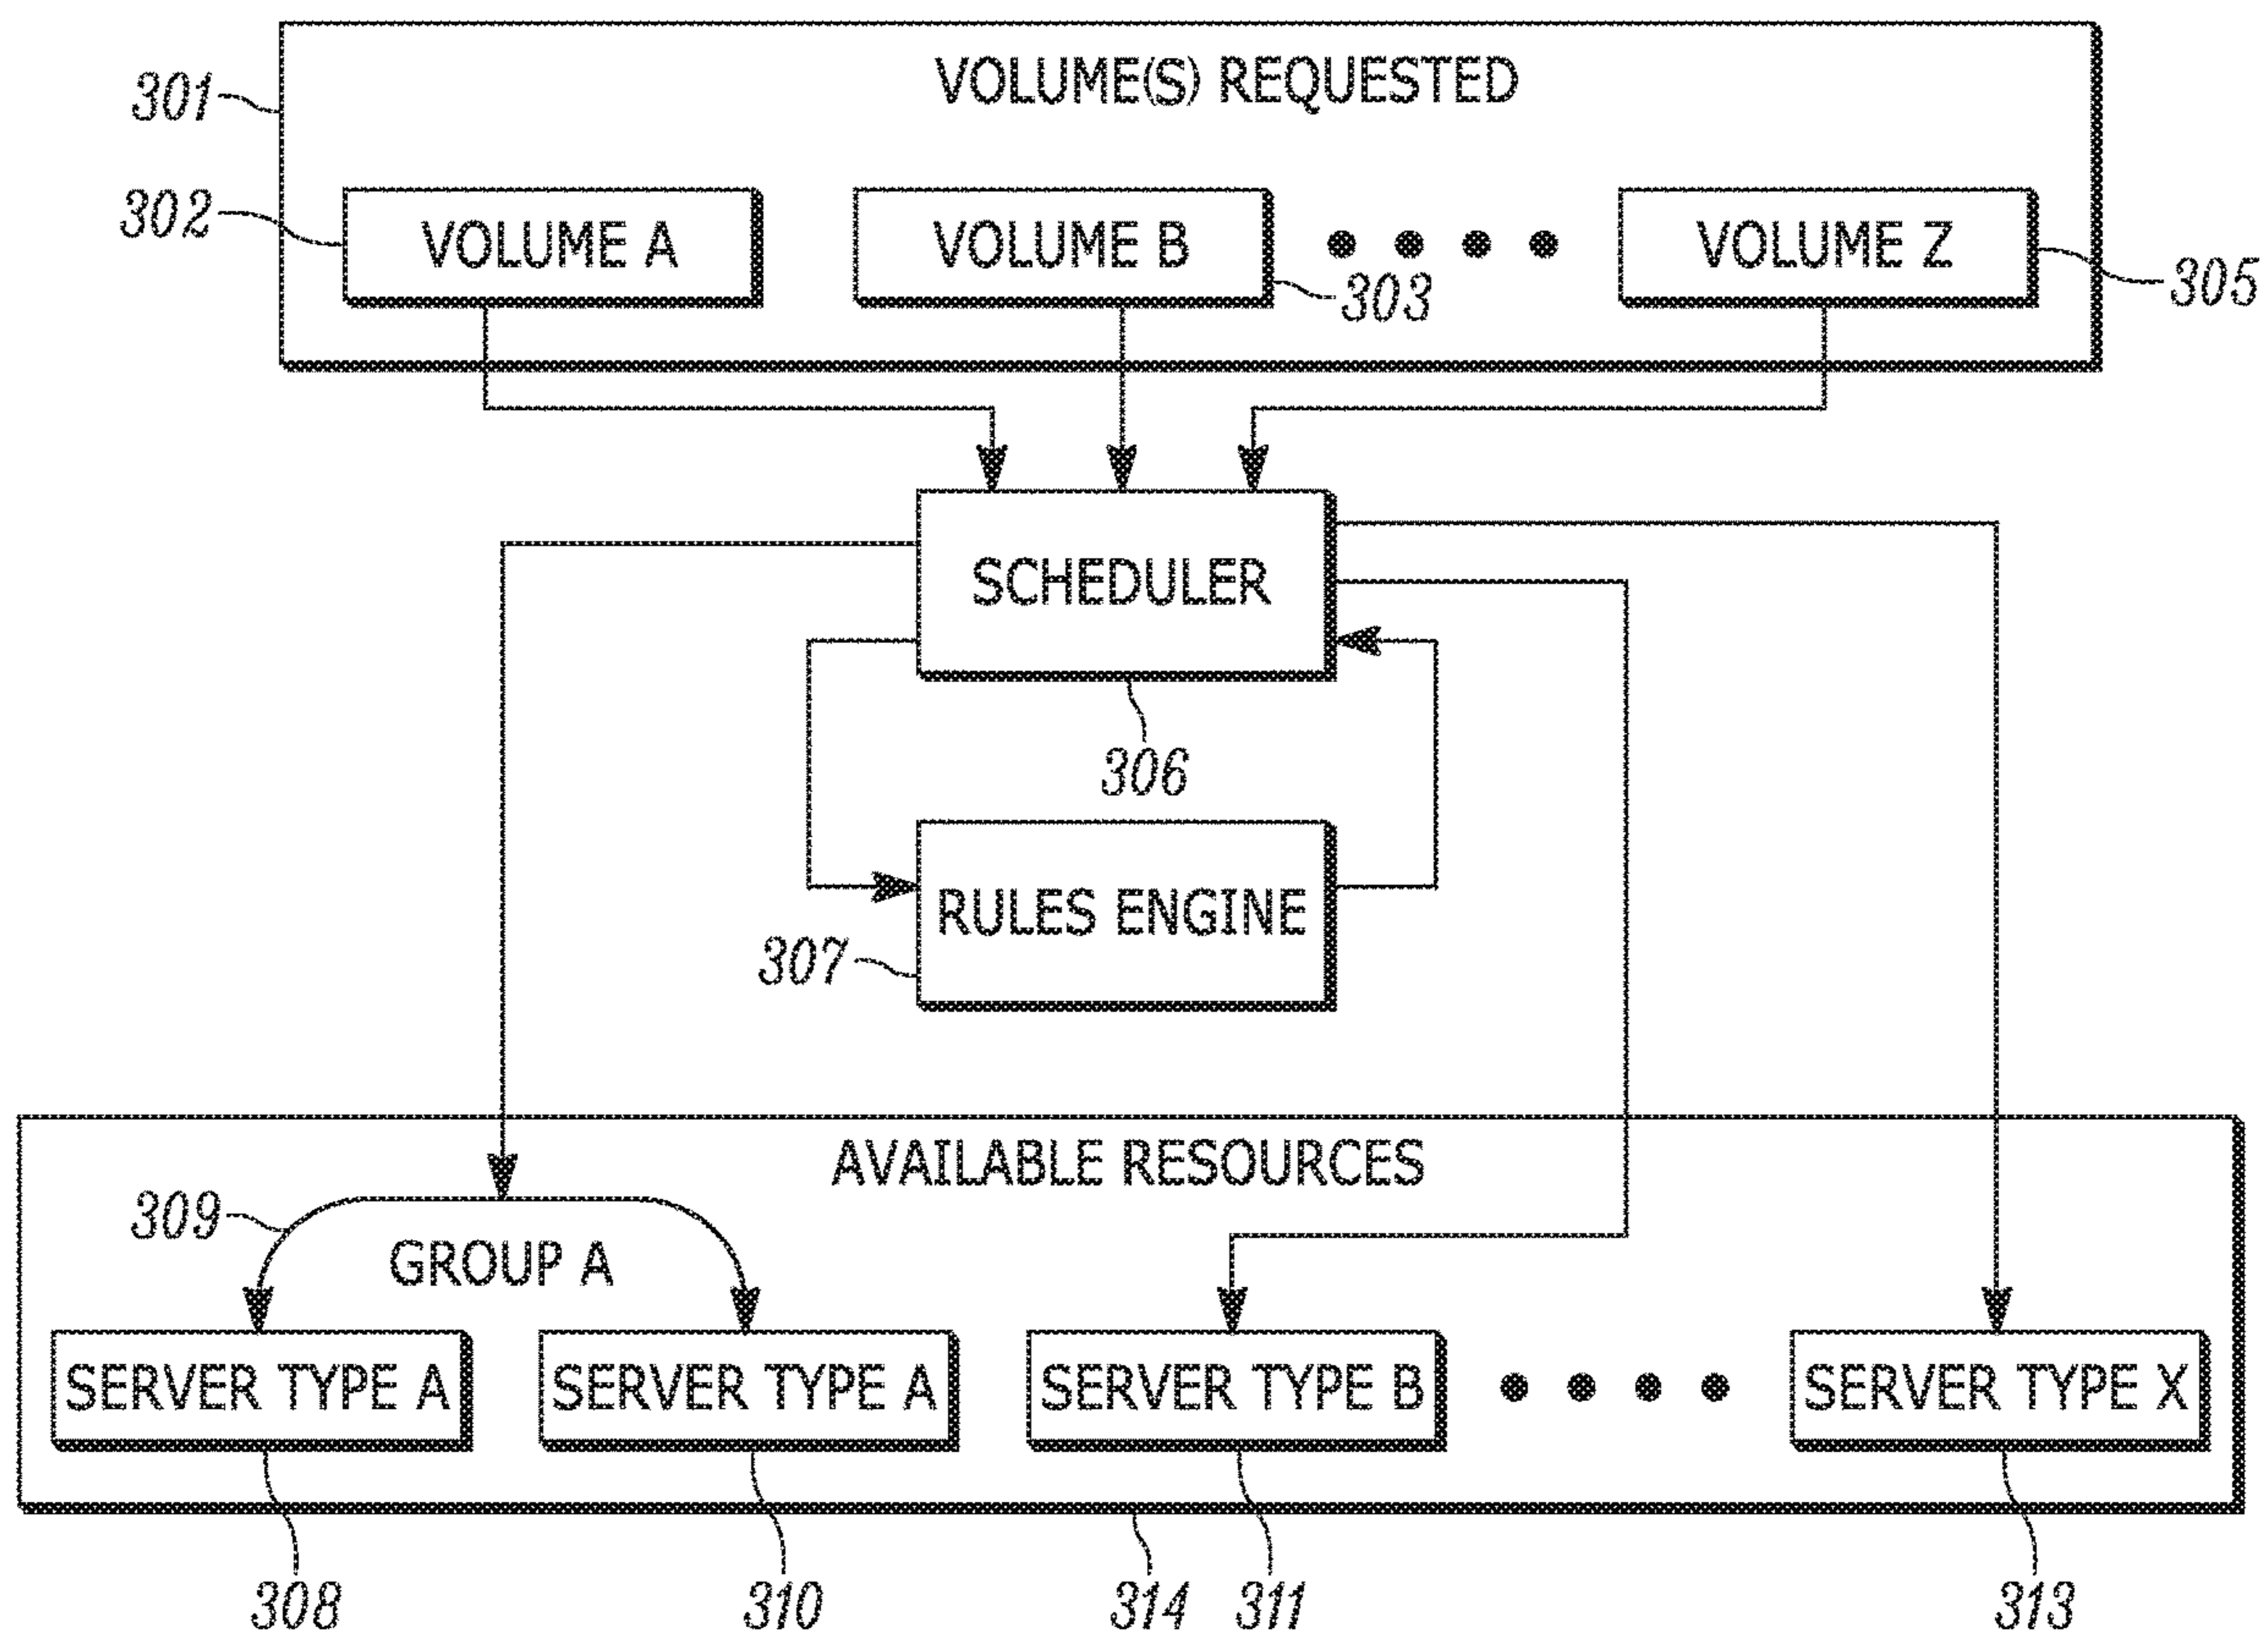 VOLUME(S) REQUESTED
301
302
VOLUME A
VOLUME B
VOLUME Z
303
305
SCHEDULER
306
RULES ENGINE
307
AVAILABLE RESOURCES
309
GROUP A
SERVER TYPE A
SERVER TYPE A
SERVER TYPE B
SERVER TYPE X
308
310
314
311
313